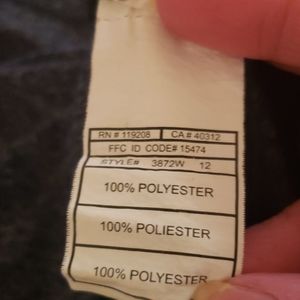 RN # 119208 CA # 40312
FFC ID CODE# 15474
STYLE# 3872W 12
100% POLYESTER
100% POLIESTER
100% POLYESTER